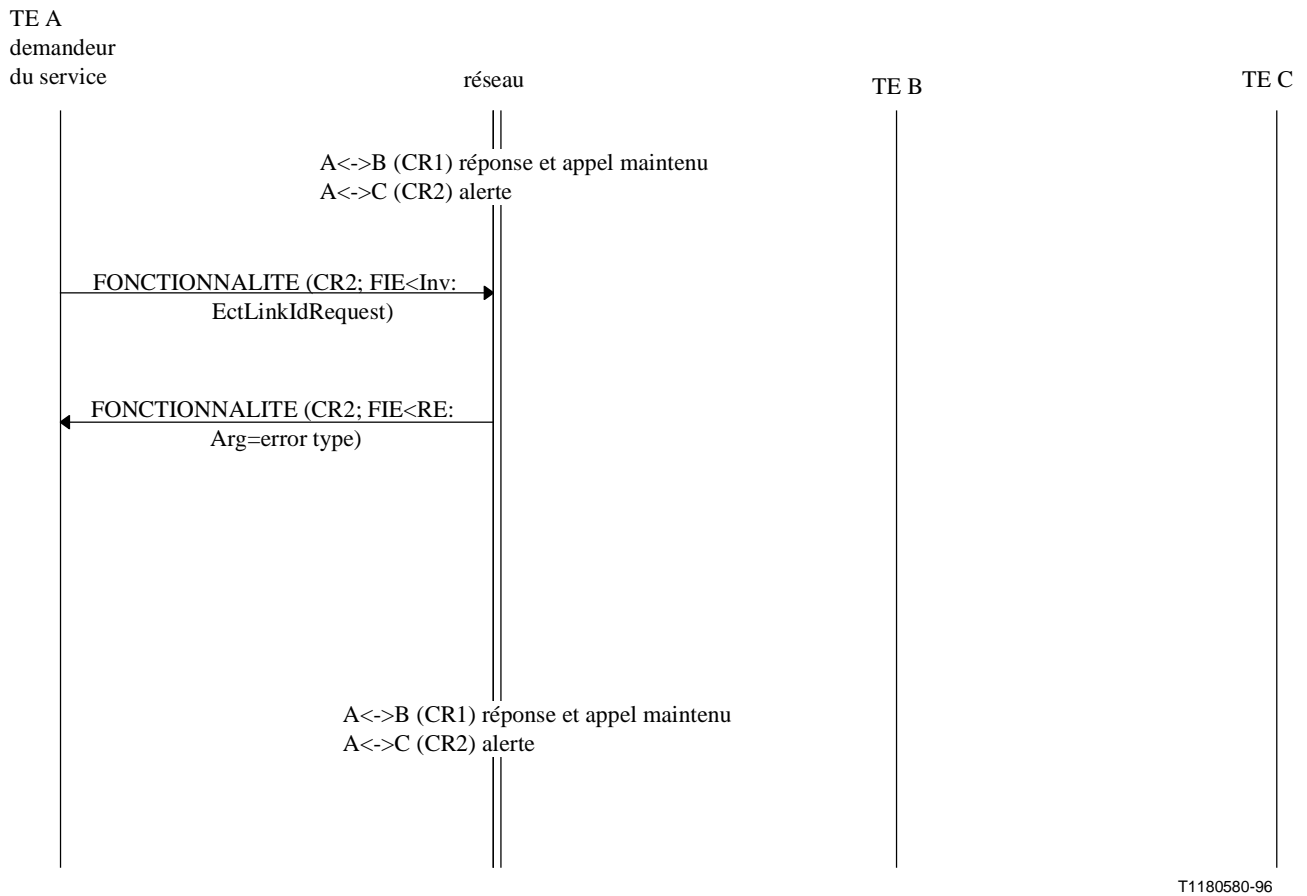 TE A
demandeur
du service
réseau
TE B
TE C
A<->B (CR1) réponse et appel maintenu
A<->C (CR2) alerte
FONCTIONNALITE (CR2; FIE<Inv:
EctLinkIdRequest)
FONCTIONNALITE (CR2; FIE<RE:
Arg=error type)
A<->B (CR1) réponse et appel maintenu
A<->C (CR2) alerte
T1180580-96